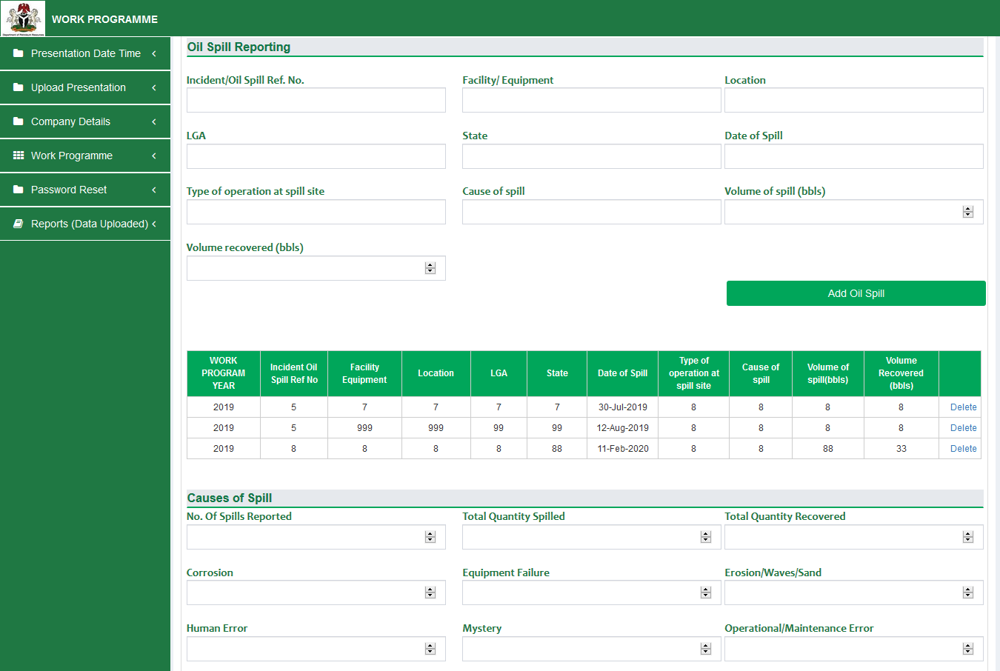 WORK PROGRAMME
Department of Petroleum Resources
Presentation Date Time
Upload Presentation
Company Details
Work Programme
Password Reset
Reports (Data Uploaded)
Oil Spill Reporting
Incident/Oil Spill Ref. No. Facility/ Equipment Location
LGA State Date of Spill
Type of operation at spill site Cause of spill Volume of spill (bbls)
Volume recovered (bbls)
Add Oil Spill
WORK PROGRAM YEAR Incident Oil Spill Ref No Facility Equipment Location LGA State Date of Spill Type of operation at spill site Cause of spill Volume of spill(bbls) Volume Recovered (bbls)
2019 5 7 7 7 7 30-Jul-2019 8 8 8 8 Delete
2019 5 999 999 99 99 12-Aug-2019 8 8 8 8 Delete
2019 8 8 8 8 88 11-Feb-2020 8 8 88 33 Delete
Causes of Spill
No. Of Spills Reported Total Quantity Spilled Total Quantity Recovered
Corrosion Equipment Failure Erosion/Waves/Sand
Human Error Mystery Operational/Maintenance Error